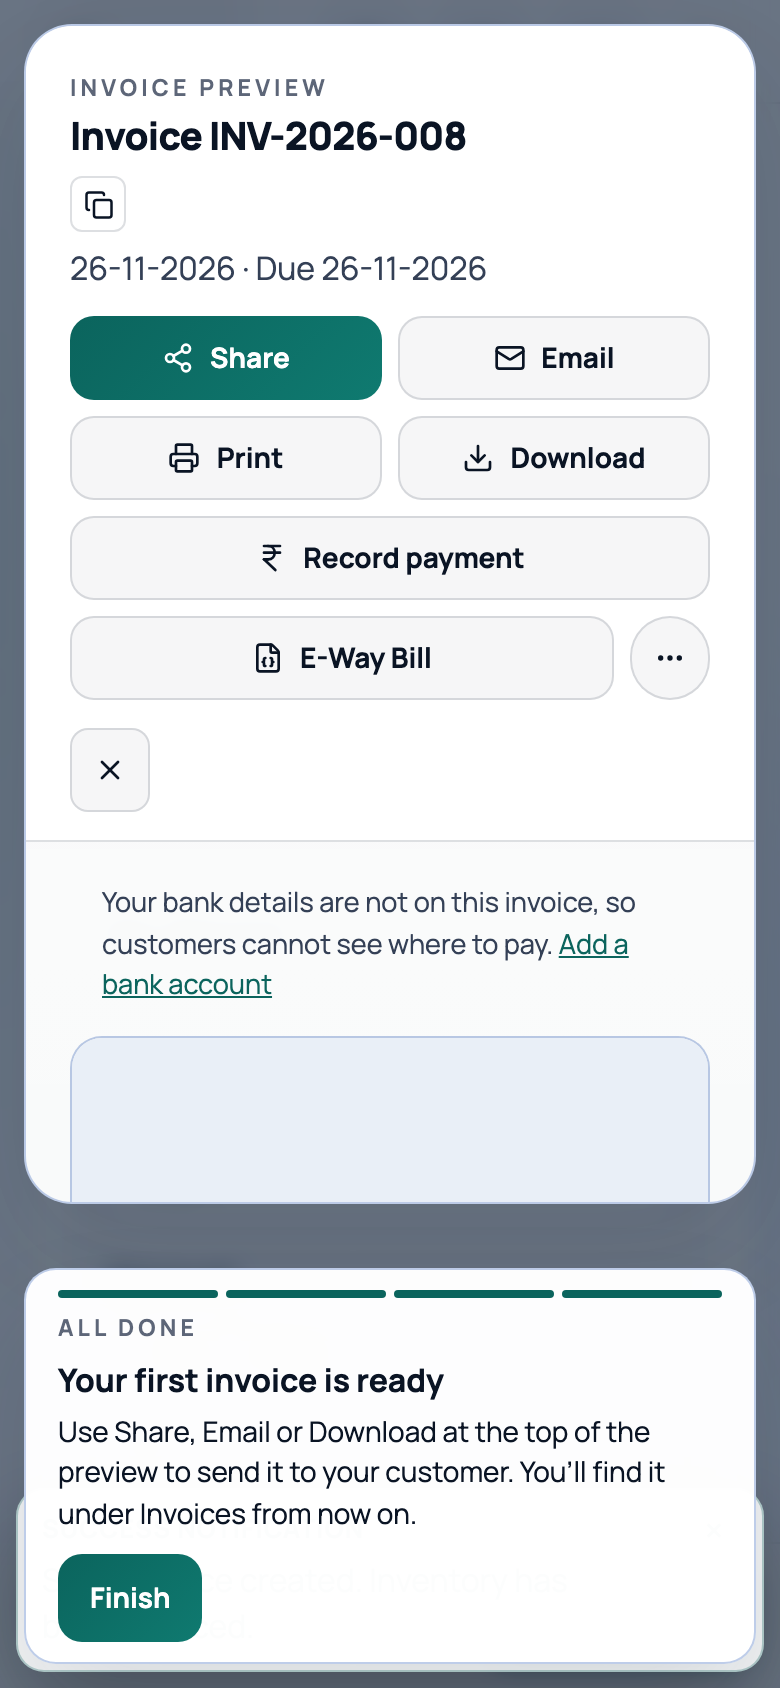 INVOICE PREVIEW
Invoice INV-2026-008
26-11-2026 · Due 26-11-2026
Share
Email
Print
Download
Record payment
E-Way Bill
Your bank details are not on this invoice, so
customers cannot see where to pay. Add a
bank account
ALL DONE
Your first invoice is ready
Use Share, Email or Download at the top of the
preview to send it to your customer. You’ll find it
under Invoices from now on.
created. Inventory has
Finish